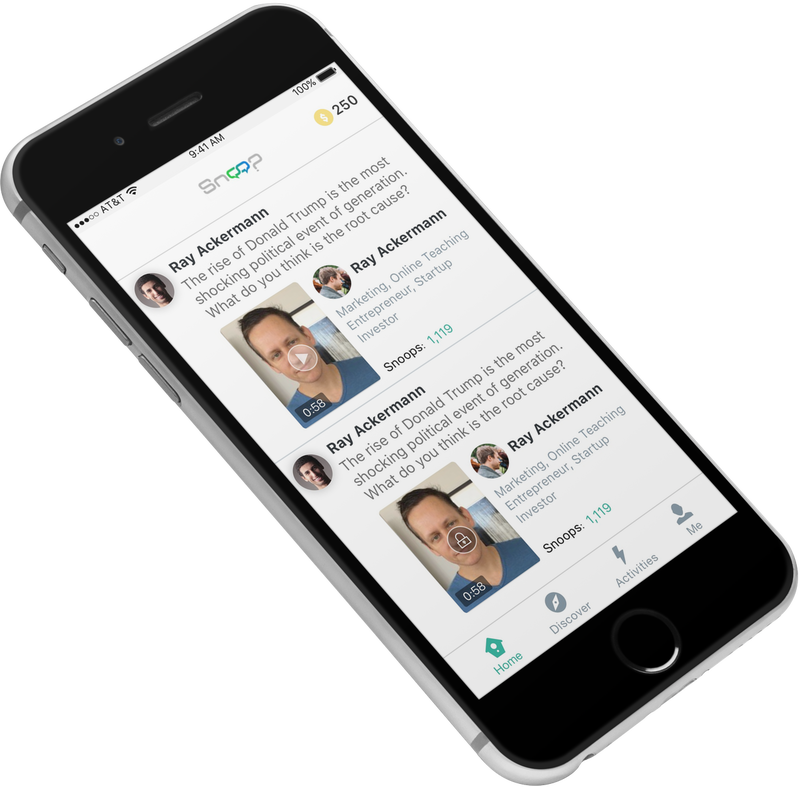 ●●●○○ AT&T 9:41 AM 100%
Snoop
$ 250
Ray Ackermann
The rise of Donald Trump is the most
shocking political event of generation.
What do you think is the root cause?
Ray Ackermann
Marketing, Online Teaching
Entrepreneur, Startup
Investor
Snoops: 1,119
0:58
Ray Ackermann
The rise of Donald Trump is the most
shocking political event of generation.
What do you think is the root cause?
Ray Ackermann
Marketing, Online Teaching
Entrepreneur, Startup
Investor
Snoops: 1,119
0:58
Home
Discover
Activities
Me